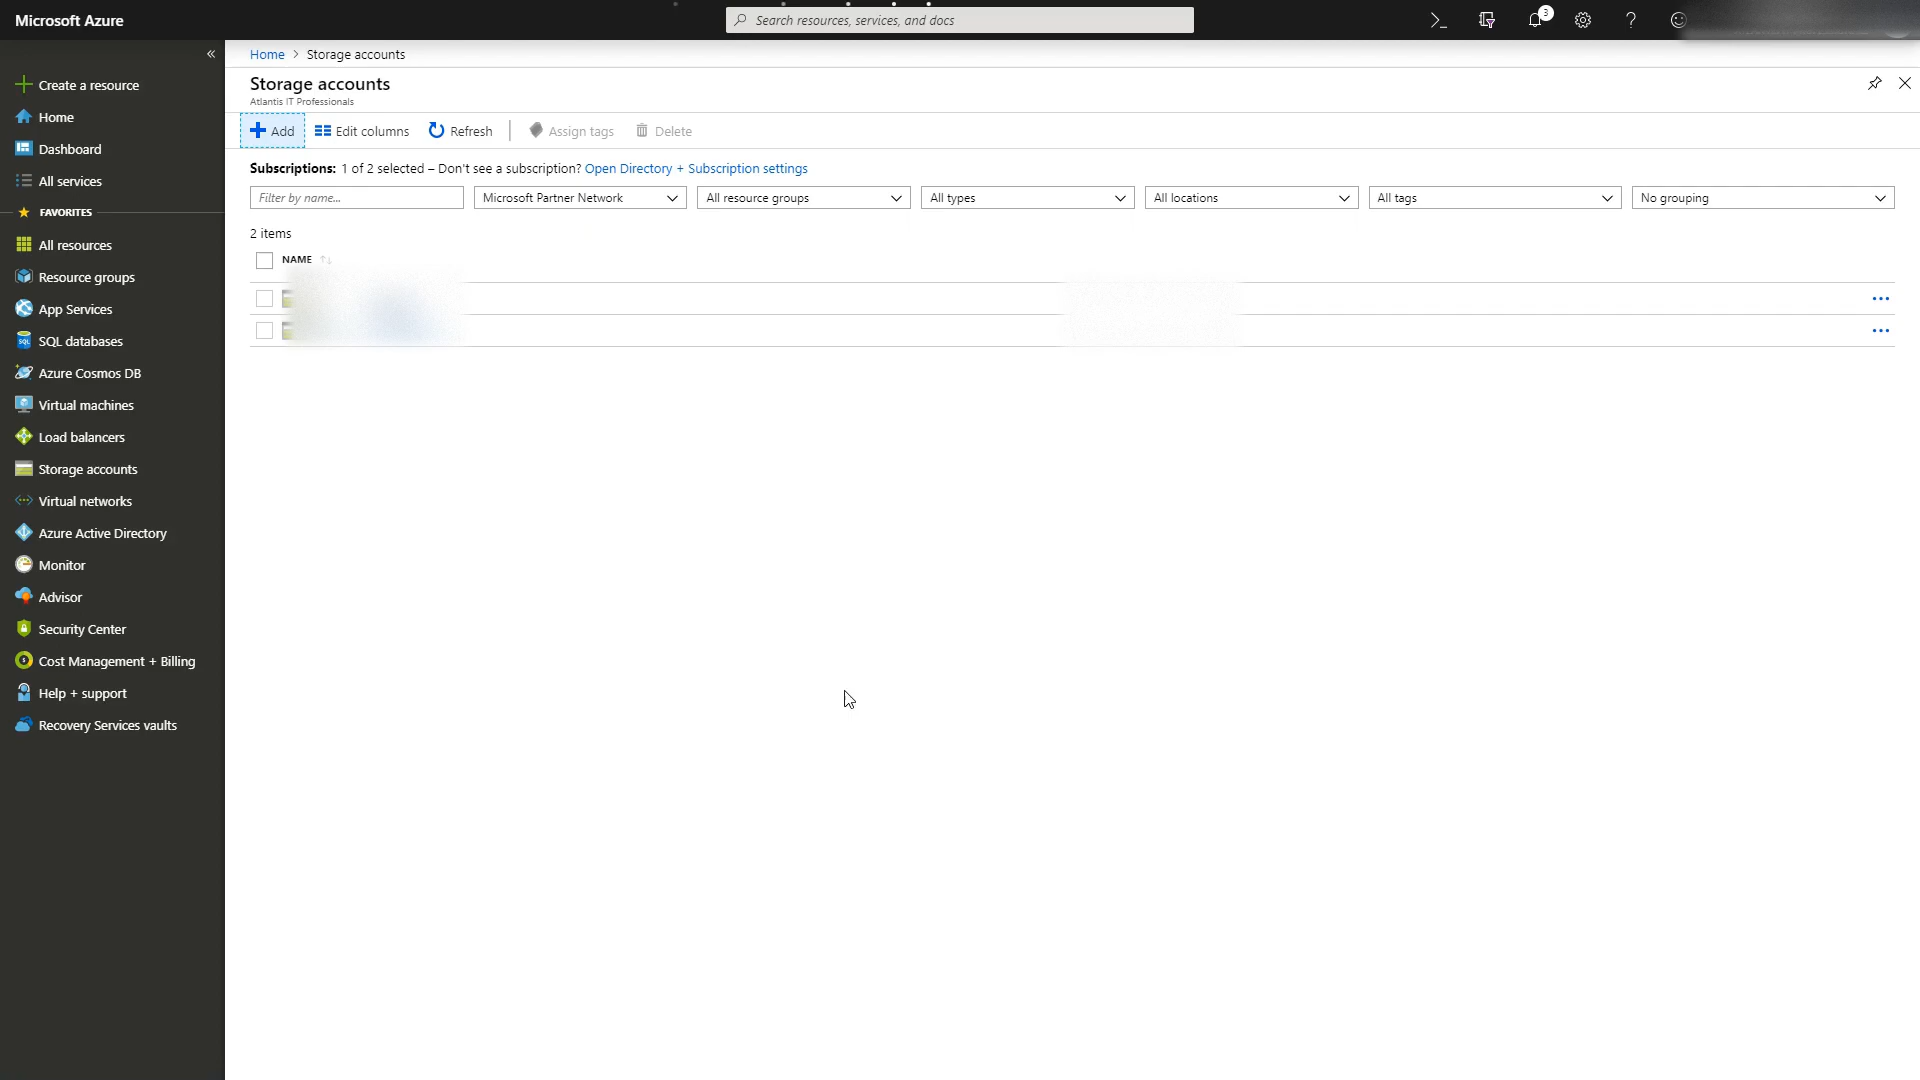 Microsoft Azure
Search resources, services, and docs
3
«
Create a resource
Home
Dashboard
All services
FAVORITES
All resources
Resource groups
App Services
SQL databases
Azure Cosmos DB
Virtual machines
Load balancers
Storage accounts
Virtual networks
Azure Active Directory
Monitor
Advisor
Security Center
Cost Management + Billing
Help + support
Recovery Services vaults
Home > Storage accounts
Storage accounts
Atlantis IT Professionals
Add Edit columns Refresh Assign tags Delete
Subscriptions: 1 of 2 selected – Don't see a subscription? Open Directory + Subscription settings
Filter by name... Microsoft Partner Network All resource groups All types All locations All tags No grouping
2 items
NAME